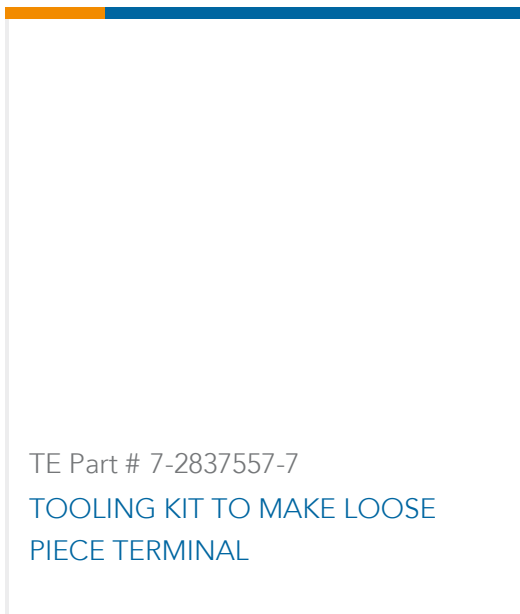 TE Part # 7-2837557-7
TOOLING KIT TO MAKE LOOSE
PIECE TERMINAL